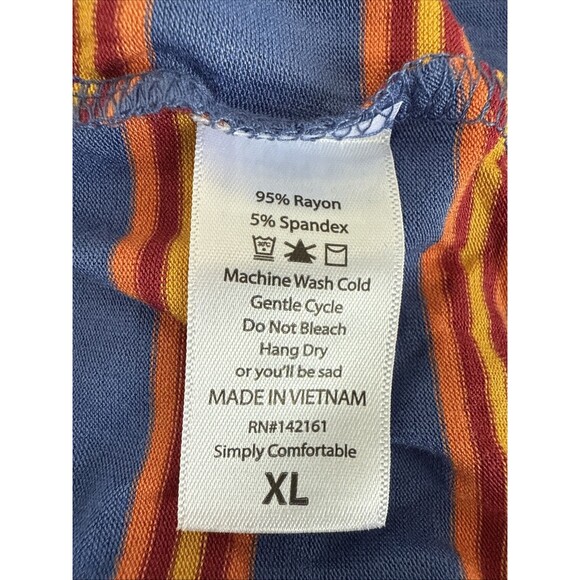 95% Rayon
5% Spandex
30°C
Machine Wash Cold
Gentle Cycle
Do Not Bleach
Hang Dry
or you'll be sad
MADE IN VIETNAM
RN#142161
Simply Comfortable
XL